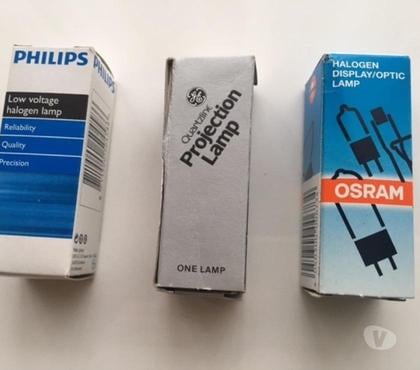 PHILIPS
PHILIPS
Low voltage
halogen lamp
Reliability
Quality
Precision
GE
Quartzline
Projection
Lamp
ONE LAMP
HALOGEN
DISPLAY/OPTIC
LAMP
OSRAM
V